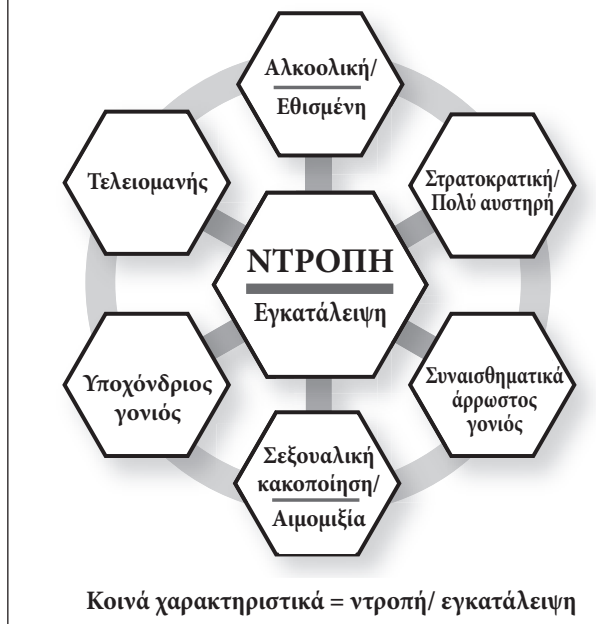 Αλκοολική/
Εθισμένη
Τελειομανής
Στρατοκρατική/
Πολύ αυστηρή
ΝΤΡΟΠΗ
Εγκατάλειψη
Υποχόνδριος
γονιός
Συναισθηματικά
άρρωστος
γονιός
Σεξουαλική
κακοποίηση/
Αιμομιξία
Κοινά χαρακτηριστικά = ντροπή/ εγκατάλειψη